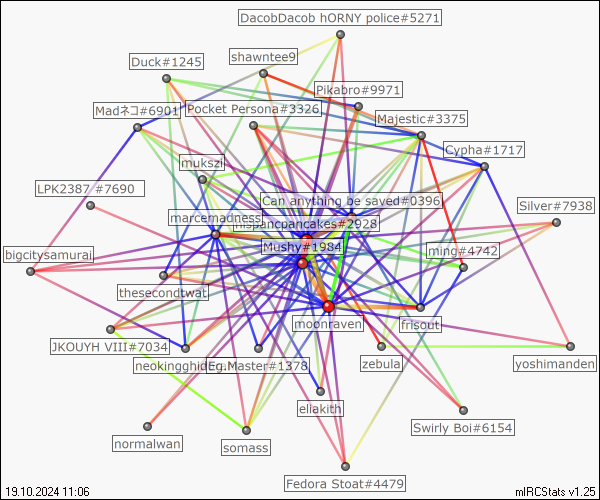 DacobDacob hORNY police#5271
shawntee9
Duck#1245
Pikabro#9971
Madネコ#6901
Pocket Persona#3326
Majestic#3375
Cypha#1717
mukszil
LPK2387 #7690
Can anything be saved#0396
Silver#7938
marcemadness
Hispancpancakes#2928
Mushy#1984
ming#4742
bigcitysamurai
thesecondtwat
moonraven
frisout
JKOUYH VIII#7034
neokingghid
Eg.Master#1378
zebula
yoshimanden
eliakith
normalwan
somass
Swirly Boi#6154
Fedora Stoat#4479
19.10.2024 11:06
mIRCStats v1.25